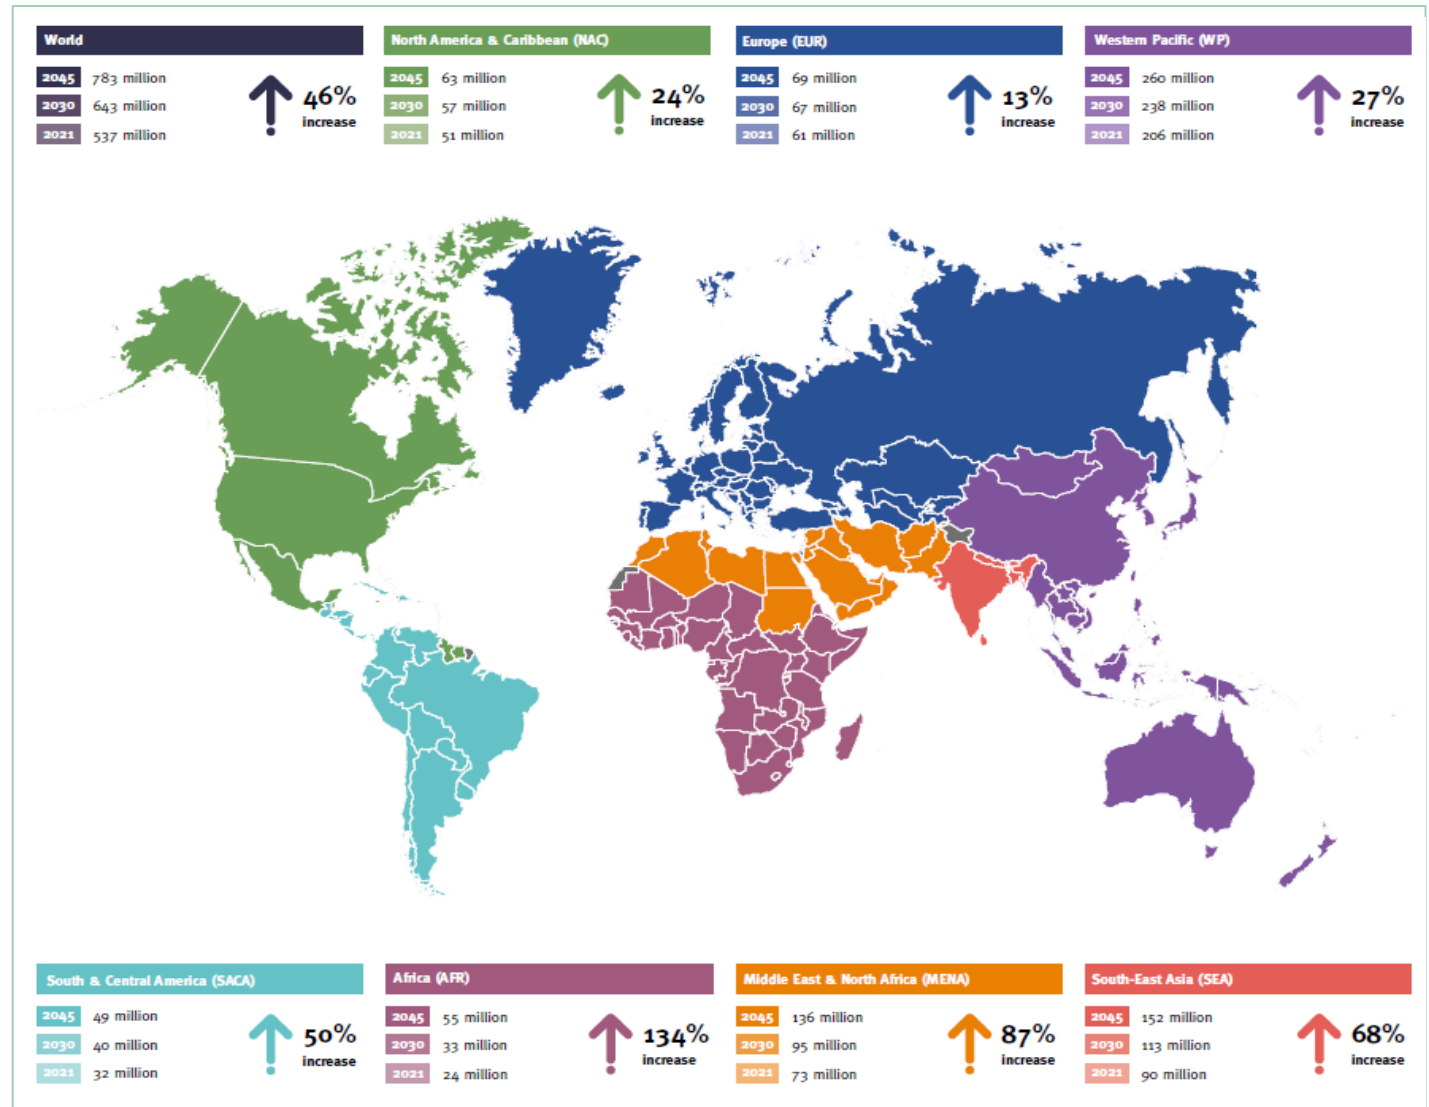 World
2045 783 million
2030 643 million
2021 537 million
46%
increase
North America & Caribbean (NAC)
2045 63 million
2030 57 million
2021 51 million
24%
increase
Europe (EUR)
2045 69 million
2030 67 million
2021 61 million
13%
increase
Western Pacific (WP)
2045 260 million
2030 238 million
2021 206 million
27%
increase
South & Central America (SACA)
2045 49 million
2030 40 million
2021 32 million
50%
increase
Africa (AFR)
2045 55 million
2030 33 million
2021 24 million
134%
increase
Middle East & North Africa (MENA)
2045 136 million
2030 95 million
2021 73 million
87%
increase
South-East Asia (SEA)
2045 152 million
2030 113 million
2021 90 million
68%
increase